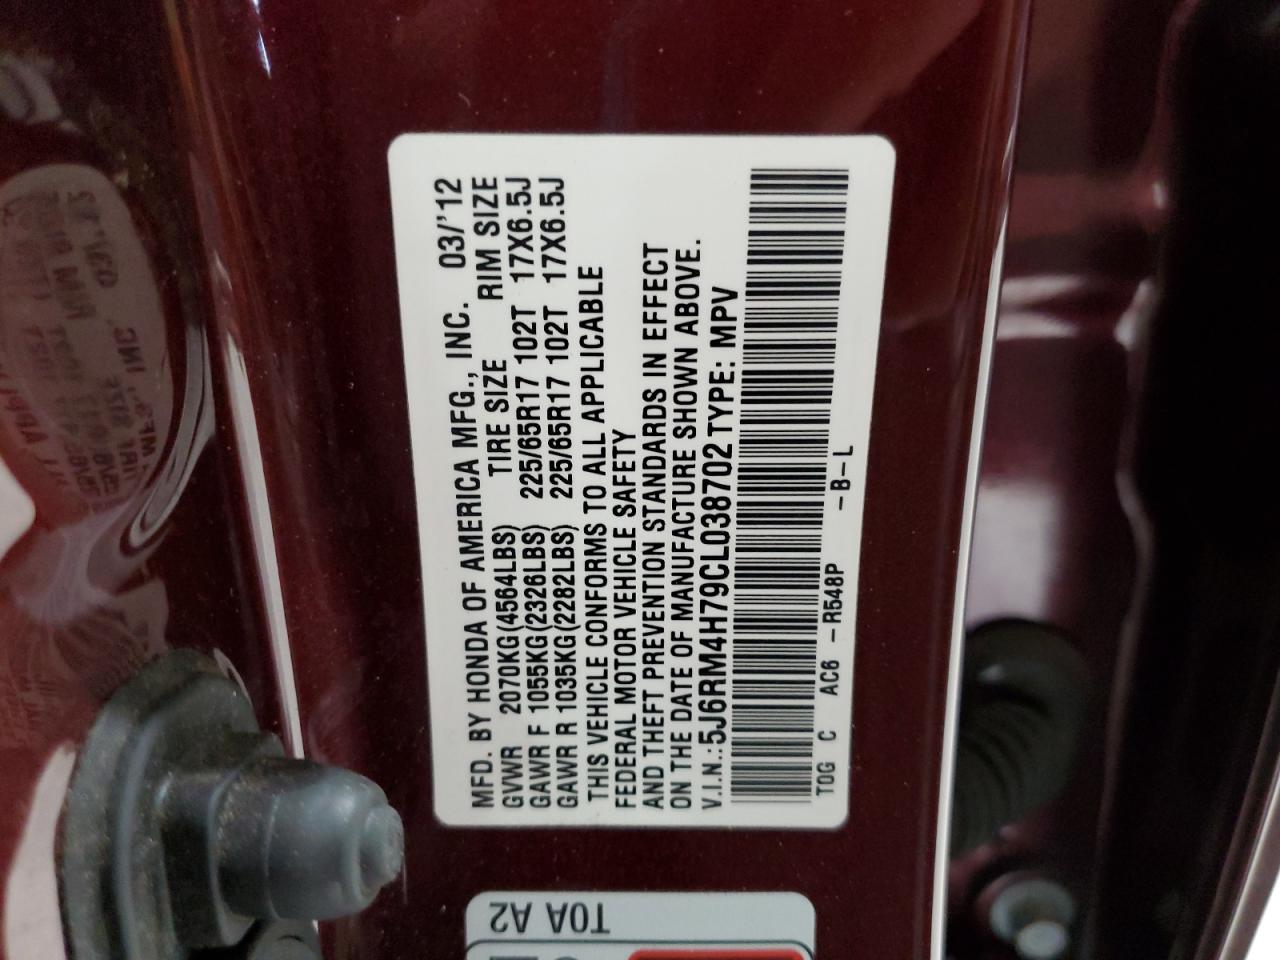 MFD. BY HONDA OF AMERICA MFG., INC. 03/'12
GVWR 2070KG(4564LBS) TIRE SIZE RIM SIZE
GAWR F 1055KG(2326LBS) 225/65R17 102T 17X6.5J
GAWR R 1035KG(2282LBS) 225/65R17 102T 17X6.5J
THIS VEHICLE CONFORMS TO ALL APPLICABLE
FEDERAL MOTOR VEHICLE SAFETY
AND THEFT PREVENTION STANDARDS IN EFFECT
ON THE DATE OF MANUFACTURE SHOWN ABOVE.
V.I.N.:5J6RM4H79CL038702 TYPE: MPV
T0G C AC6 -R548P -B-L
T0A A2